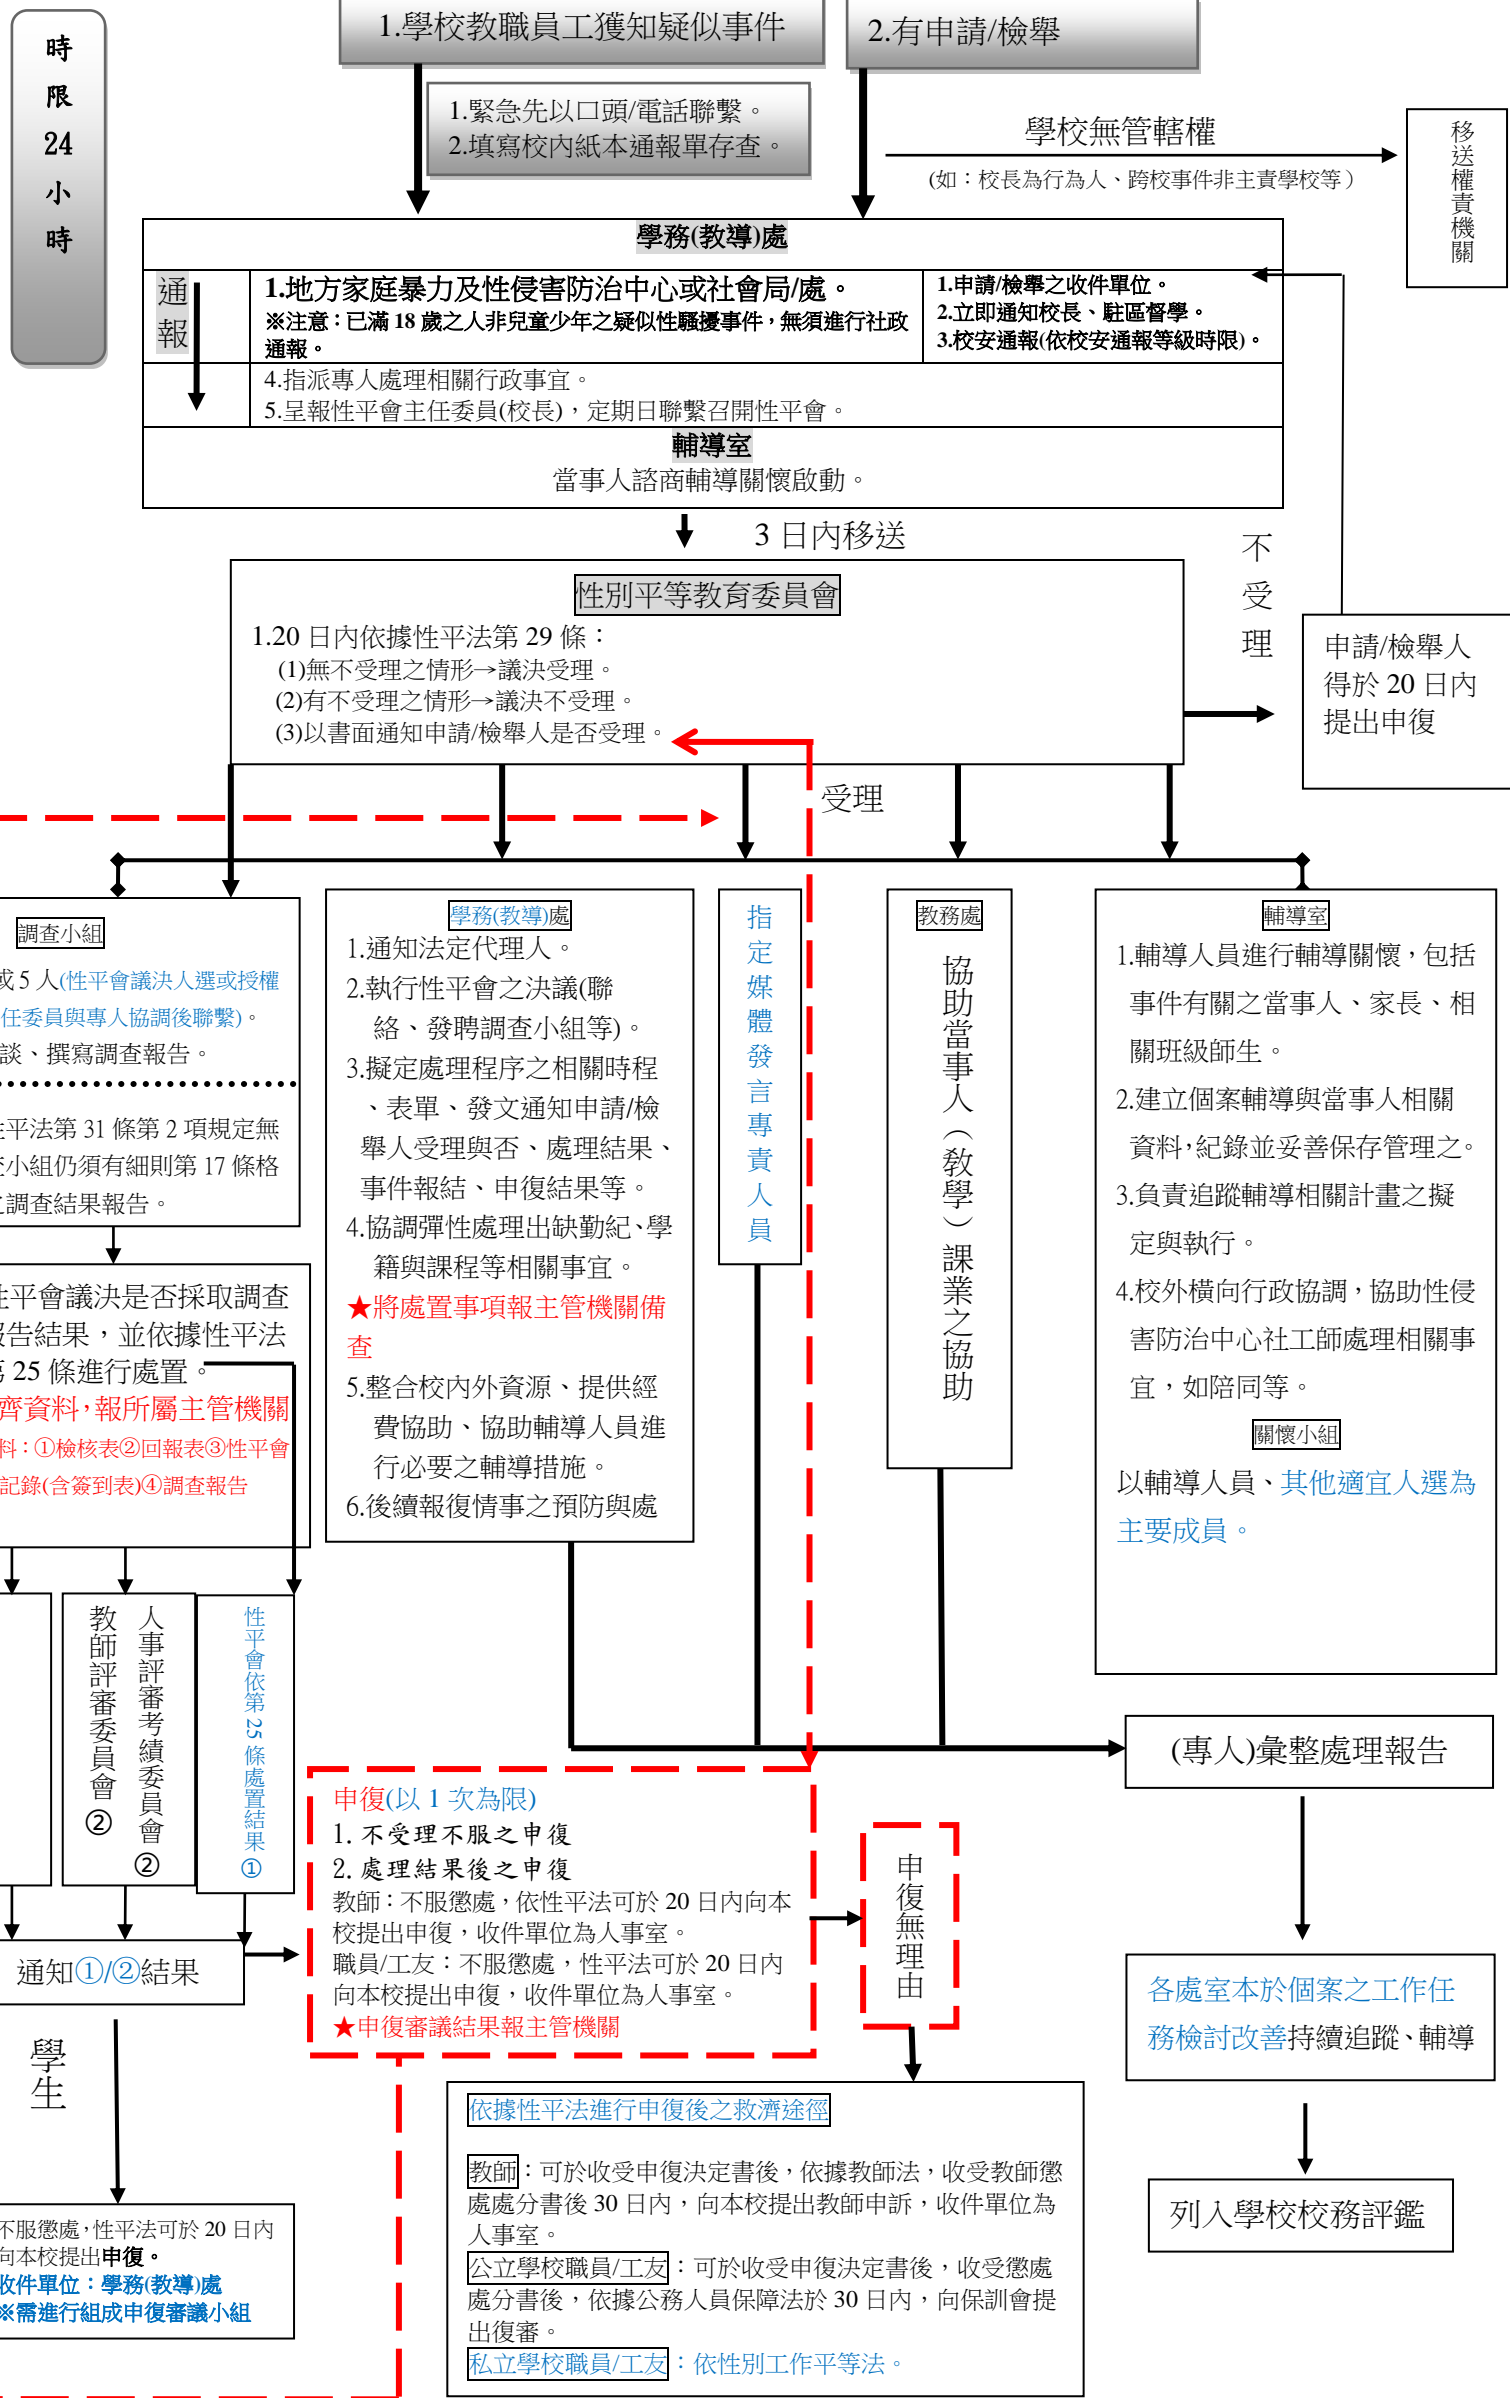 時
限
24
小
時
1.學校教職員工獲知疑似事件
2.有申請/檢舉
1.緊急先以口頭/電話聯繫。
2.填寫校內紙本通報單存查。
學校無管轄權
(如：校長為行為人、跨校事件非主責學校等）
移送權責機關
學務(教導)處
通
報
1.地方家庭暴力及性侵害防治中心或社會局/處。
※注意：已滿 18 歲之人非兒童少年之疑似性騷擾事件，無須進行社政
通報。
1.申請/檢舉之收件單位。
2.立即通知校長、駐區督學。
3.校安通報(依校安通報等級時限)。
4.指派專人處理相關行政事宜。
5.呈報性平會主任委員(校長)，定期日聯繫召開性平會。
輔導室
當事人諮商輔導關懷啟動。
3 日內移送
性別平等教育委員會
1.20 日內依據性平法第 29 條：
(1)無不受理之情形→議決受理。
(2)有不受理之情形→議決不受理。
(3)以書面通知申請/檢舉人是否受理。
不
受
理
申請/檢舉人
得於 20 日內
提出申復
受理
調查小組
或 5 人(性平會議決人選或授權
任委員與專人協調後聯繫)。
談、撰寫調查報告。
性平法第 31 條第 2 項規定無
查小組仍須有細則第 17 條格
之調查結果報告。
性平會議決是否採取調查
報告結果，並依據性平法
第 25 條進行處置。
齊資料，報所屬主管機關
料：①檢核表②回報表③性平會
記錄(含簽到表)④調查報告
學務(教導)處
1.通知法定代理人。
2.執行性平會之決議(聯
絡、發聘調查小組等)。
3.擬定處理程序之相關時程
、表單、發文通知申請/檢
舉人受理與否、處理結果、
事件報結、申復結果等。
4.協調彈性處理出缺勤紀、學
籍與課程等相關事宜。
★將處置事項報主管機關備
查
5.整合校內外資源、提供經
費協助、協助輔導人員進
行必要之輔導措施。
6.後續報復情事之預防與處
指定媒體發言專責人員
教務處
協助當事人（教學）課業之協助
輔導室
1.輔導人員進行輔導關懷，包括
事件有關之當事人、家長、相
關班級師生。
2.建立個案輔導與當事人相關
資料，紀錄並妥善保存管理之。
3.負責追蹤輔導相關計畫之擬
定與執行。
4.校外橫向行政協調，協助性侵
害防治中心社工師處理相關事
宜，如陪同等。
關懷小組
以輔導人員、其他適宜人選為
主要成員。
人事評審考績委員會②
教師評審委員會②
性平會依第 25 條處置結果①
通知①/②結果
申復(以 1 次為限)
1. 不受理不服之申復
2. 處理結果後之申復
教師：不服懲處，依性平法可於 20 日內向本
校提出申復，收件單位為人事室。
職員/工友：不服懲處，性平法可於 20 日內
向本校提出申復，收件單位為人事室。
★申復審議結果報主管機關
申復無理由
(專人)彙整處理報告
各處室本於個案之工作任
務檢討改善持續追蹤、輔導
列入學校校務評鑑
學
生
不服懲處，性平法可於 20 日內
向本校提出申復。
收件單位：學務(教導)處
※需進行組成申復審議小組
依據性平法進行申復後之救濟途徑
教師：可於收受申復決定書後，依據教師法，收受教師懲
處處分書後 30 日內，向本校提出教師申訴，收件單位為
人事室。
公立學校職員/工友：可於收受申復決定書後，收受懲處
處分書後，依據公務人員保障法於 30 日內，向保訓會提
出復審。
私立學校職員/工友：依性別工作平等法。